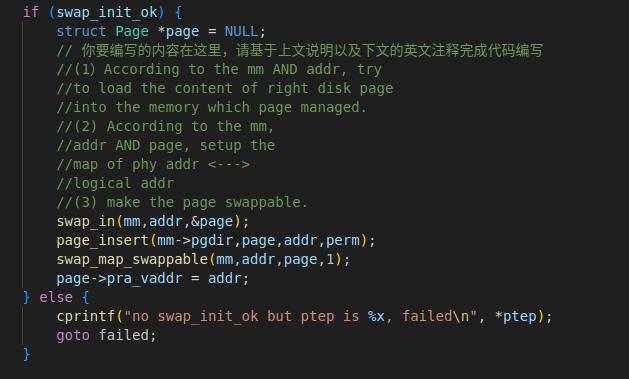 if (swap_init_ok) {
struct Page *page = NULL;
// 你要编写的内容在这里，请基于上文说明以及下文的英文注释完成代码编写
//(1）According to the mm AND addr, try
//to load the content of right disk page
//into the memory which page managed.
//(2) According to the mm,
//addr AND page, setup the
//map of phy addr <--->
//logical addr
//(3) make the page swappable.
swap_in(mm,addr,&page);
page_insert(mm->pgdir,page,addr,perm);
swap_map_swappable(mm,addr,page,1);
page->pra_vaddr = addr;
} else {
cprintf("no swap_init_ok but ptep is %x, failed\n", *ptep);
goto failed;
}